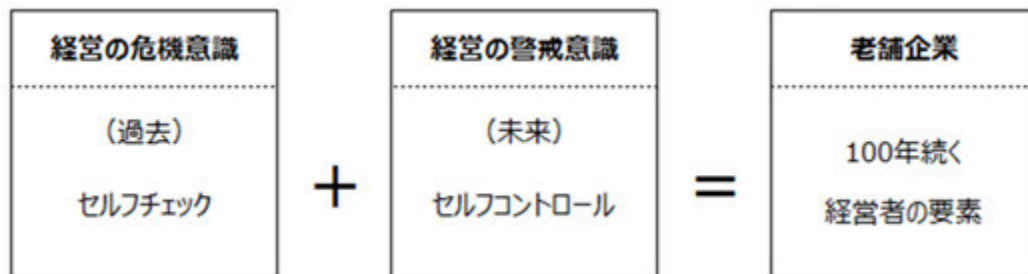 経営の危機意識
(過去)
セルフチェック
+
経営の警戒意識
(未来)
セルフコントロール
=
老舗企業
100年続く
経営者の要素